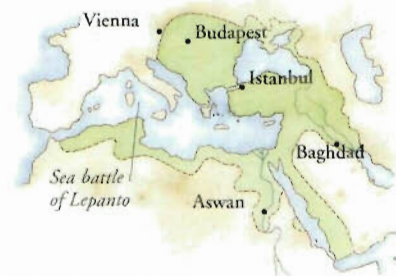 Vienna
Budapest
Istanbul
Baghdad
Sea battle
of Lepanto
Aswan